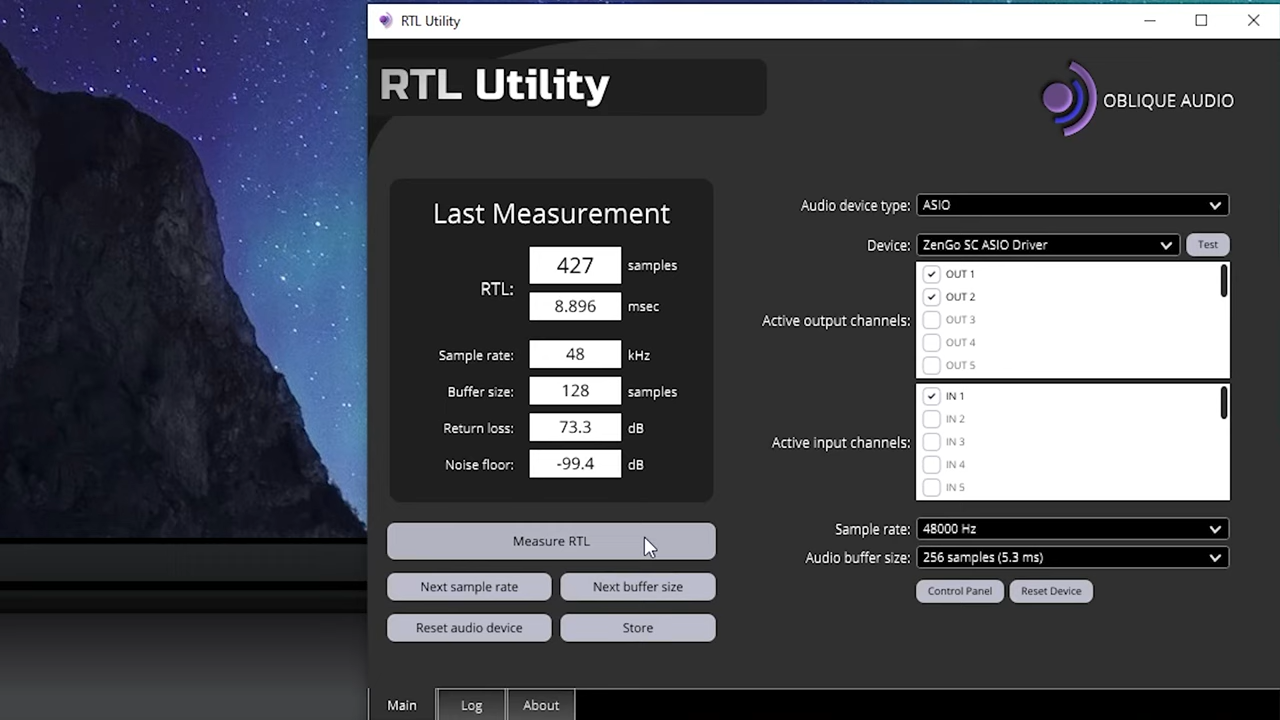 RTL Utility
RTL Utility
OBLIQUE AUDIO
Last Measurement
RTL:
427 samples
8.896 msec
Sample rate: 48 kHz
Buffer size: 128 samples
Return loss: 73.3 dB
Noise floor: -99.4 dB
Measure RTL
Next sample rate
Next buffer size
Reset audio device
Store
Audio device type: ASIO
Device: ZenGo SC ASIO Driver
Test
Active output channels:
OUT 1
OUT 2
OUT 3
OUT 4
OUT 5
Active input channels:
IN 1
IN 2
IN 3
IN 4
IN 5
Sample rate: 48000 Hz
Audio buffer size: 256 samples (5.3 ms)
Control Panel
Reset Device
Main
Log
About